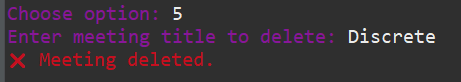 Choose option: 5
Enter meeting title to delete: Discrete
❌ Meeting deleted.